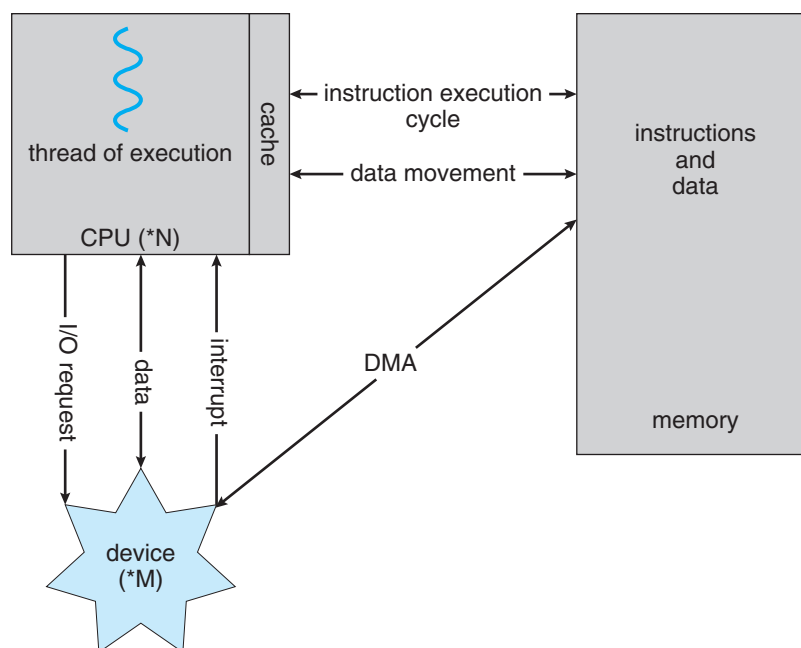 thread of execution
cache
CPU (*N)
instruction execution
cycle
data movement
instructions
and
data
memory
I/O request
data
interrupt
DMA
device
(*M)